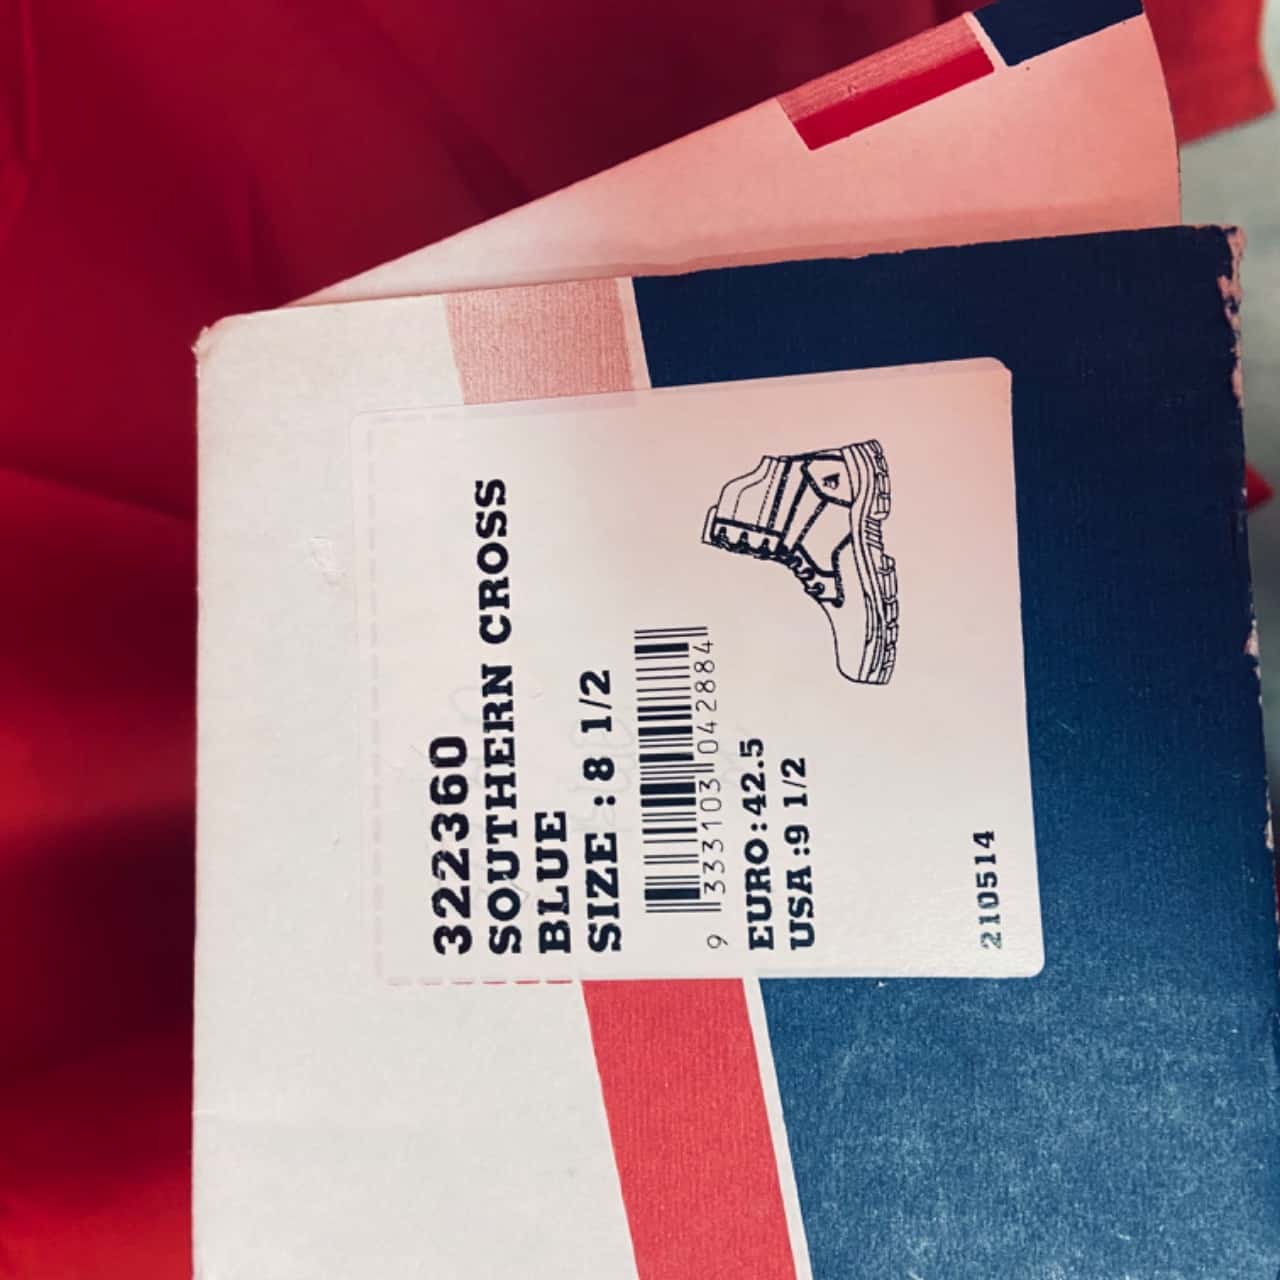 322360
SOUTHERN CROSS
BLUE
SIZE :8 1/2
9 333103 042884
EURO:42.5
USA :9 1/2
210514